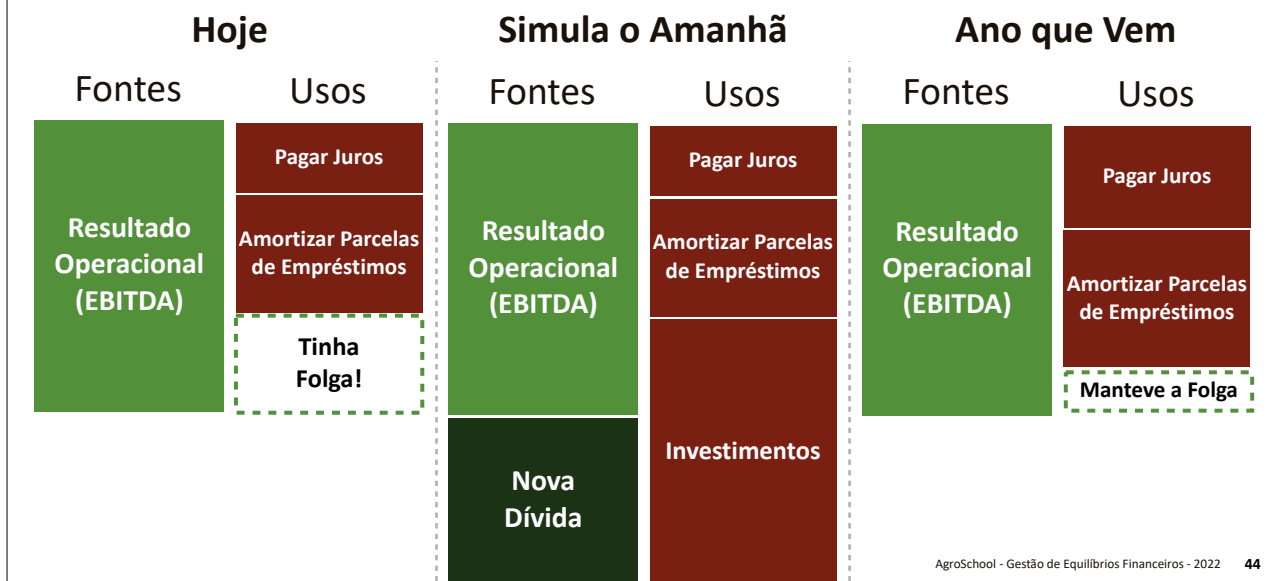 Hoje
Fontes
Usos
Resultado
Operacional
(EBITDA)
Pagar Juros
Amortizar Parcelas
de Empréstimos
Tinha
Folga!
Simula o Amanhã
Fontes
Usos
Resultado
Operacional
(EBITDA)
Nova
Dívida
Pagar Juros
Amortizar Parcelas
de Empréstimos
Investimentos
Ano que Vem
Fontes
Usos
Resultado
Operacional
(EBITDA)
Pagar Juros
Amortizar Parcelas
de Empréstimos
Manteve a Folga
AgroSchool - Gestão de Equilíbrios Financeiros - 2022 44